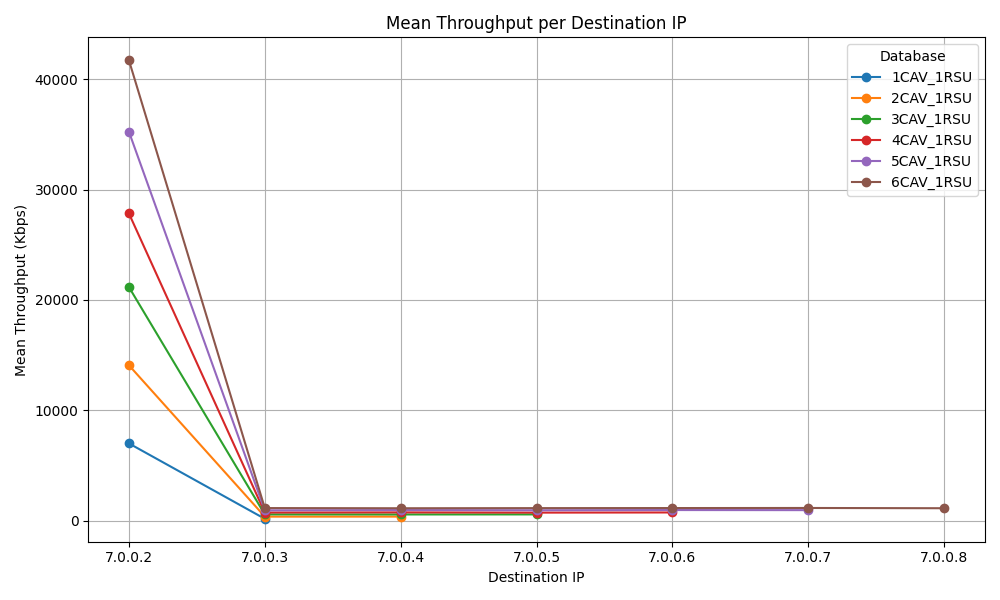 Mean Throughput per Destination IP
Mean Throughput (Kbps)
40000
30000
20000
10000
0
Database
1CAV_1RSU
2CAV_1RSU
3CAV_1RSU
4CAV_1RSU
5CAV_1RSU
6CAV_1RSU
7.0.0.2 7.0.0.3 7.0.0.4 7.0.0.5 7.0.0.6 7.0.0.7 7.0.0.8
Destination IP